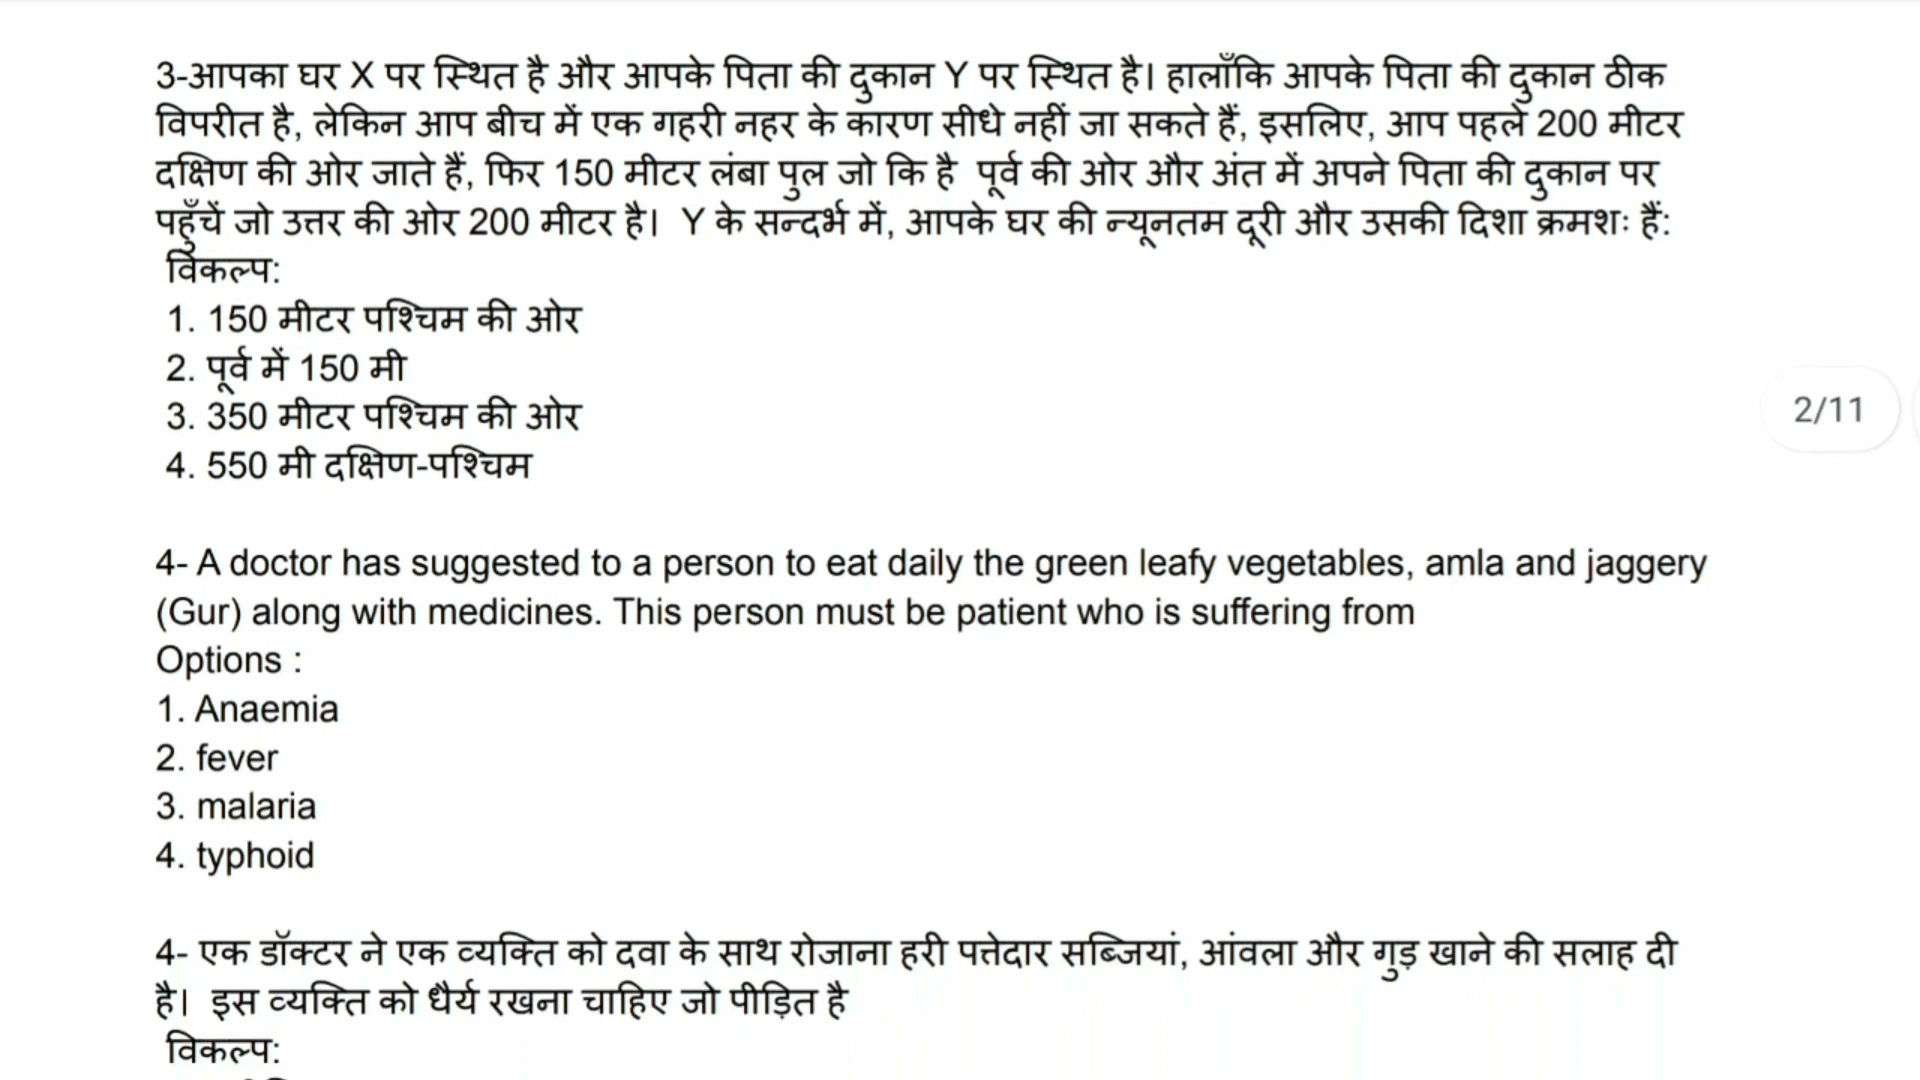 3-आपका घर X पर स्थित है और आपके पिता की दुकान Y पर स्थित है। हालाँकि आपके पिता की दुकान ठीक
विपरीत है, लेकिन आप बीच में एक गहरी नहर के कारण सीधे नहीं जा सकते हैं, इसलिए, आप पहले 200 मीटर
दक्षिण की ओर जाते हैं, फिर 150 मीटर लंबा पुल जो कि है पूर्व की ओर और अंत में अपने पिता की दुकान पर
पहुँचें जो उत्तर की ओर 200 मीटर है। Y के सन्दर्भ में, आपके घर की न्यूनतम दूरी और उसकी दिशा क्रमशः हैं:
विकल्प:
1. 150 मीटर पश्चिम की ओर
2. पूर्व में 150 मी
3. 350 मीटर पश्चिम की ओर
2/11
4. 550 मी दक्षिण-पश्चिम
4- A doctor has suggested to a person to eat daily the green leafy vegetables, amla and jaggery
(Gur) along with medicines. This person must be patient who is suffering from
Options :
1. Anaemia
2. fever
3. malaria
4. typhoid
4- एक डॉक्टर ने एक व्यक्ति को दवा के साथ रोजाना हरी पत्तेदार सब्जियां, आंवला और गुड़ खाने की सलाह दी
है। इस व्यक्ति को धैर्य रखना चाहिए जो पीड़ित है
विकल्प: